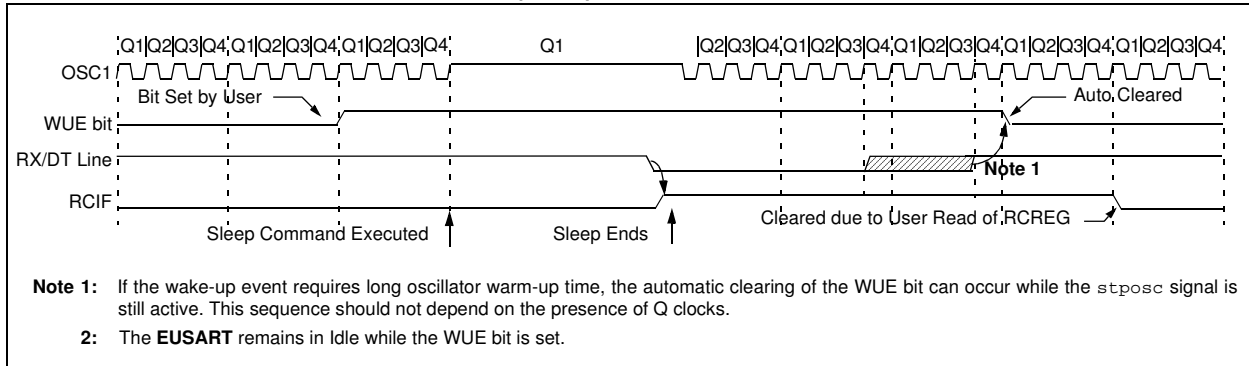 Q1 Q2 Q3 Q4 Q1 Q2 Q3 Q4 Q1 Q2 Q3 Q4 Q1 Q2 Q3 Q4 Q1 Q2 Q3 Q4 Q1 Q2 Q3 Q4 Q1 Q2 Q3 Q4 Q1 Q2 Q3 Q4
OSC1
Bit Set by User Auto Cleared
WUE bit
RX/DT Line
Note 1
RCIF
Cleared due to User Read of RCREG
Sleep Command Executed Sleep Ends
Note 1: If the wake-up event requires long oscillator warm-up time, the automatic clearing of the WUE bit can occur while the stposc signal is
still active. This sequence should not depend on the presence of Q clocks.
2: The EUSART remains in Idle while the WUE bit is set.